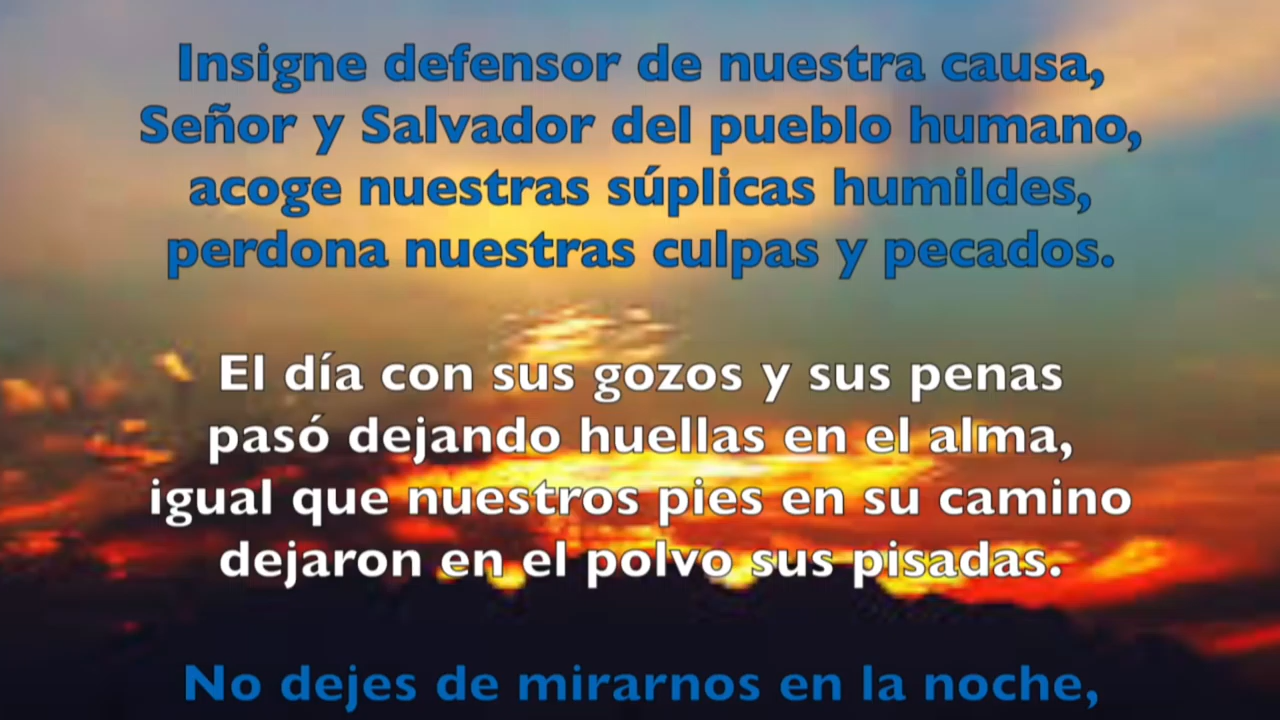 Insigne defensor de nuestra causa,
Señor y Salvador del pueblo humano,
acoge nuestras súplicas humildes,
perdona nuestras culpas y pecados.
El día con sus gozos y sus penas
pasó dejando huellas en el alma,
igual que nuestros pies en su camino
dejaron en el polvo sus pisadas.
No dejes de mirarnos en la noche,